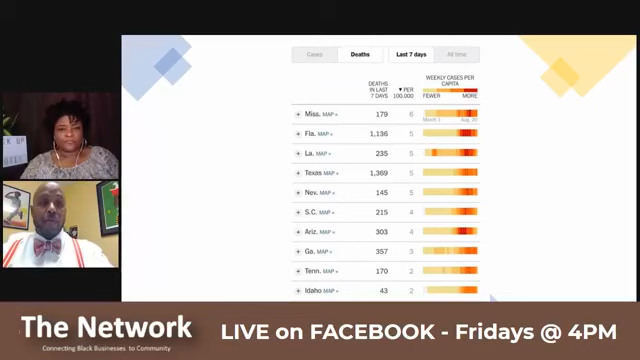 Cases Deaths Last 7 days All time
DEATHS IN LAST 7 DAYS ▼ PER 100,000 WEEKLY CASES PER CAPITA
FEWER MORE
+ Miss. MAP » 179 6
March 1 Aug. 20
+ Fla. MAP » 1,136 5
+ La. MAP » 235 5
+ Texas MAP » 1,369 5
+ Nev. MAP » 145 5
+ S.C. MAP » 215 4
+ Ariz. MAP » 303 4
+ Ga. MAP » 357 3
+ Tenn. MAP » 170 2
+ Idaho MAP » 43 2
The Network
Connecting Black Businesses to Community
LIVE on FACEBOOK - Fridays @ 4PM